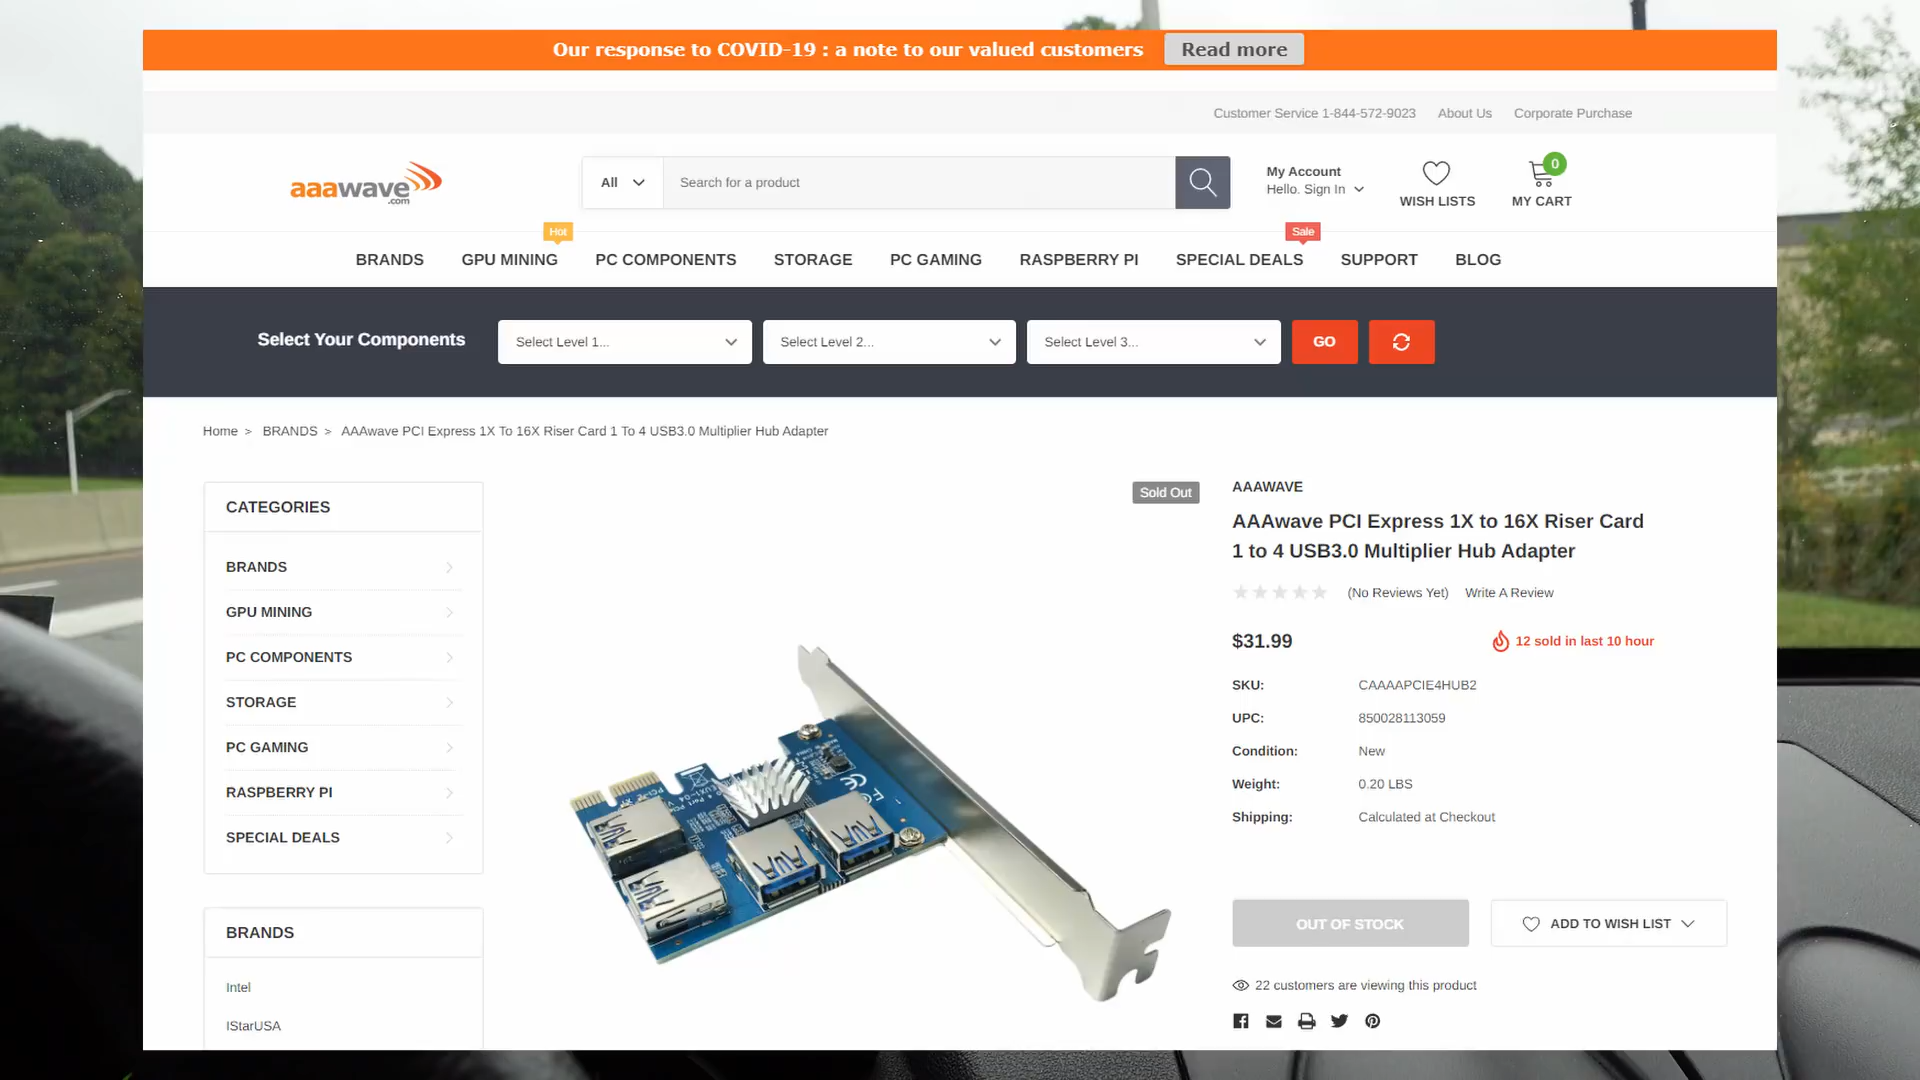 Our response to COVID-19 : a note to our valued customers Read more
Customer Service 1-844-572-9023 About Us Corporate Purchase
aaawave
.com
All
Search for a product
My Account
Hello. Sign In
WISH LISTS
0
MY CART
Hot
Sale
BRANDS GPU MINING PC COMPONENTS STORAGE PC GAMING RASPBERRY PI SPECIAL DEALS SUPPORT BLOG
Select Your Components Select Level 1... Select Level 2... Select Level 3... GO
Home > BRANDS > AAAwave PCI Express 1X To 16X Riser Card 1 To 4 USB3.0 Multiplier Hub Adapter
CATEGORIES
BRANDS
GPU MINING
PC COMPONENTS
STORAGE
PC GAMING
RASPBERRY PI
SPECIAL DEALS
BRANDS
Intel
IStarUSA
Sold Out
AAAWAVE
AAAwave PCI Express 1X to 16X Riser Card
1 to 4 USB3.0 Multiplier Hub Adapter
(No Reviews Yet) Write A Review
$31.99
12 sold in last 10 hour
SKU: CAAAAPCIE4HUB2
UPC: 850028113059
Condition: New
Weight: 0.20 LBS
Shipping: Calculated at Checkout
OUT OF STOCK
ADD TO WISH LIST
22 customers are viewing this product